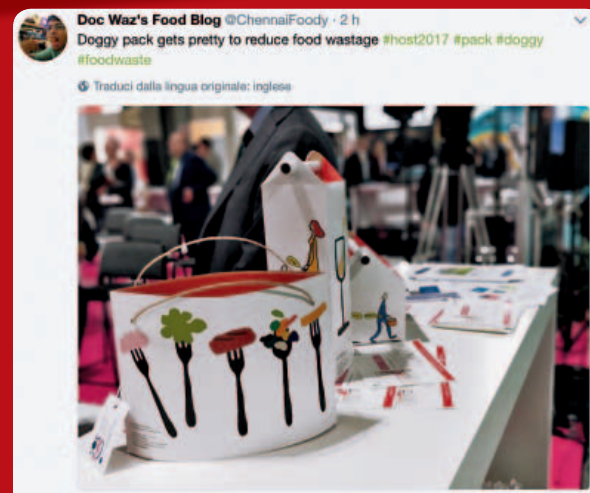 Doc Waz's Food Blog @ChennaiFoody · 2 h
Doggy pack gets pretty to reduce food wastage #host2017 #pack #doggy
#foodwaste
Traduci dalla lingua originale: inglese